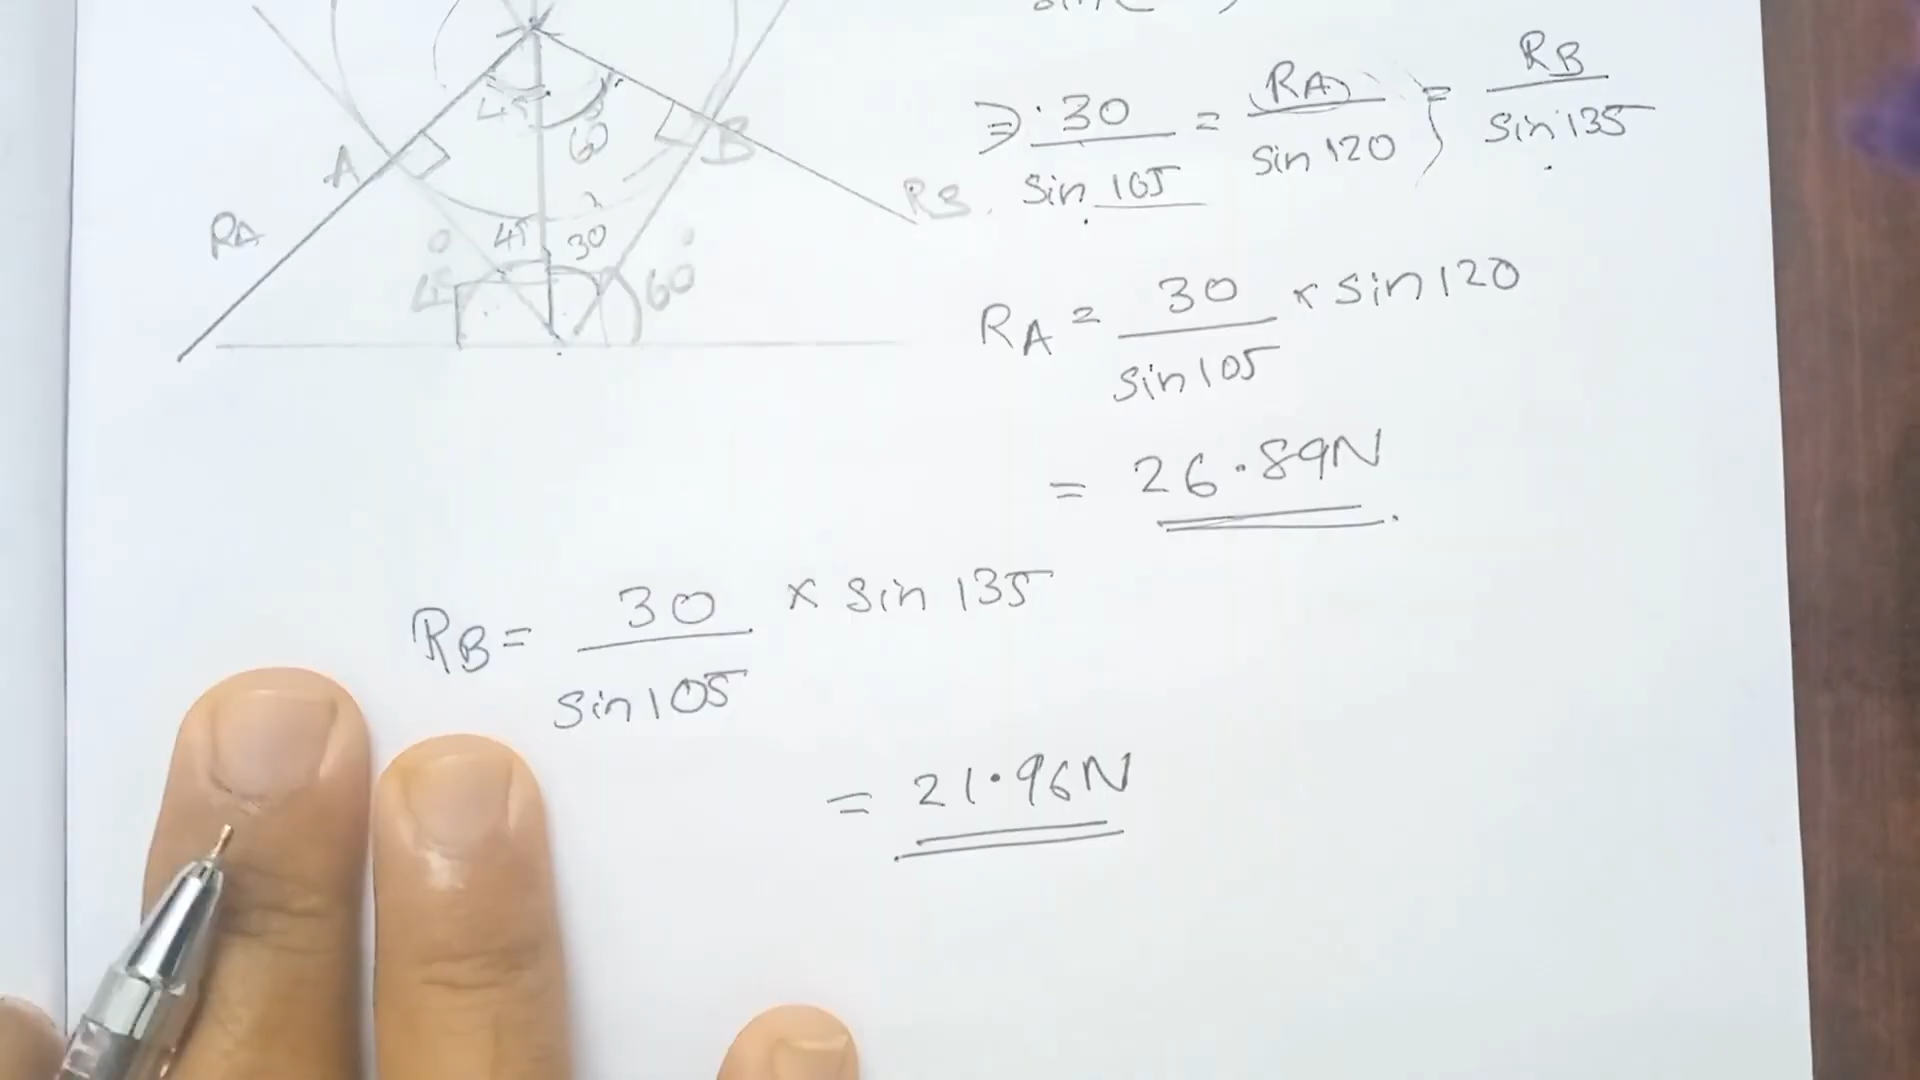 45
60
A
B
RA
RB.
45 30
45° 60°
⇒ 30 / sin 105 = RA / sin 120 = RB / sin 135
RA = 30 / sin 105 × sin 120
= 26.89N
RB = 30 / sin 105 × sin 135
= 21.96N